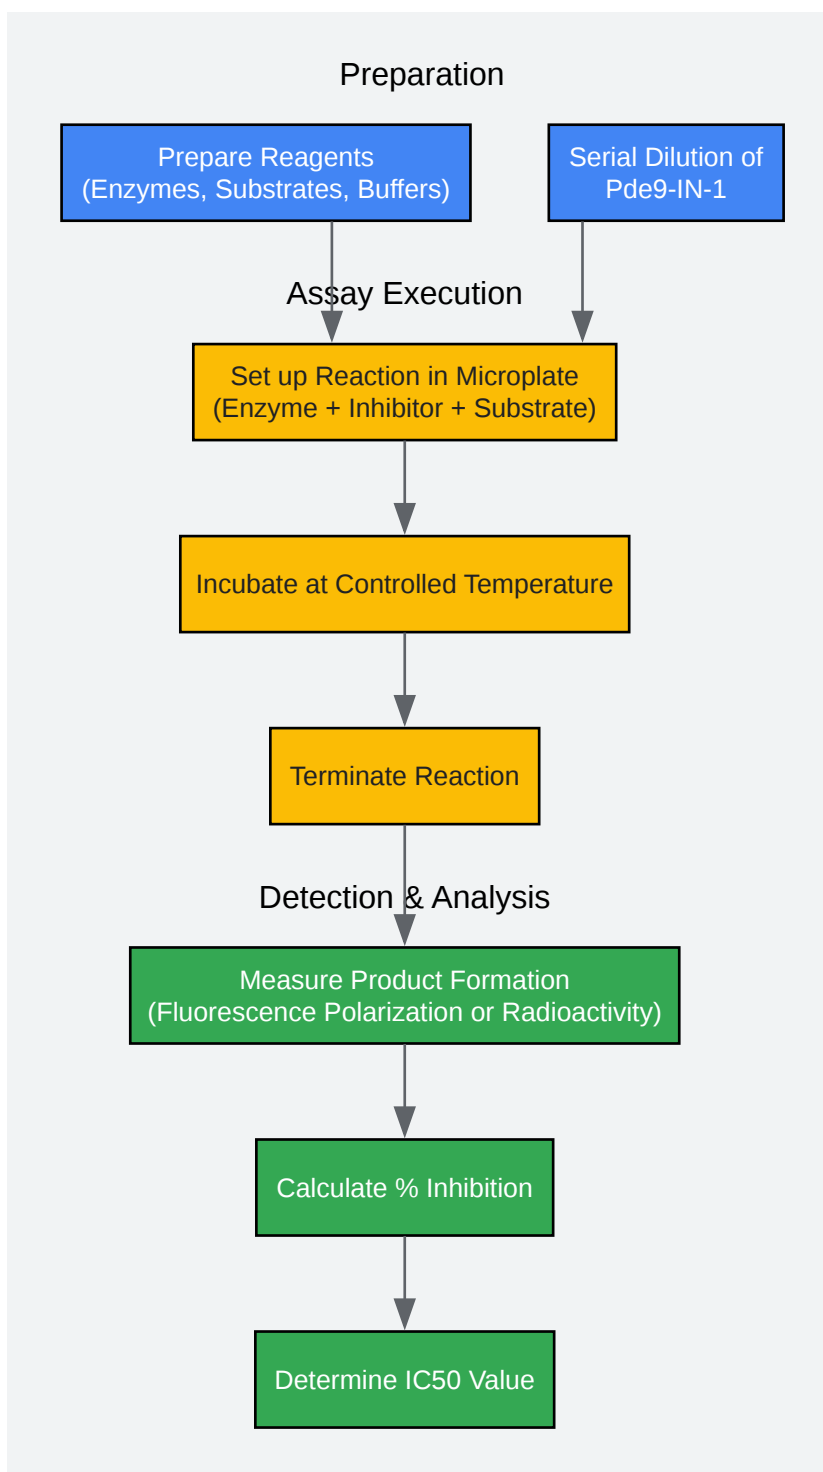 Preparation
Prepare Reagents
(Enzymes, Substrates, Buffers)
Serial Dilution of
Pde9-IN-1
Assay Execution
Set up Reaction in Microplate
(Enzyme + Inhibitor + Substrate)
Incubate at Controlled Temperature
Terminate Reaction
Detection & Analysis
Measure Product Formation
(Fluorescence Polarization or Radioactivity)
Calculate % Inhibition
Determine IC50 Value